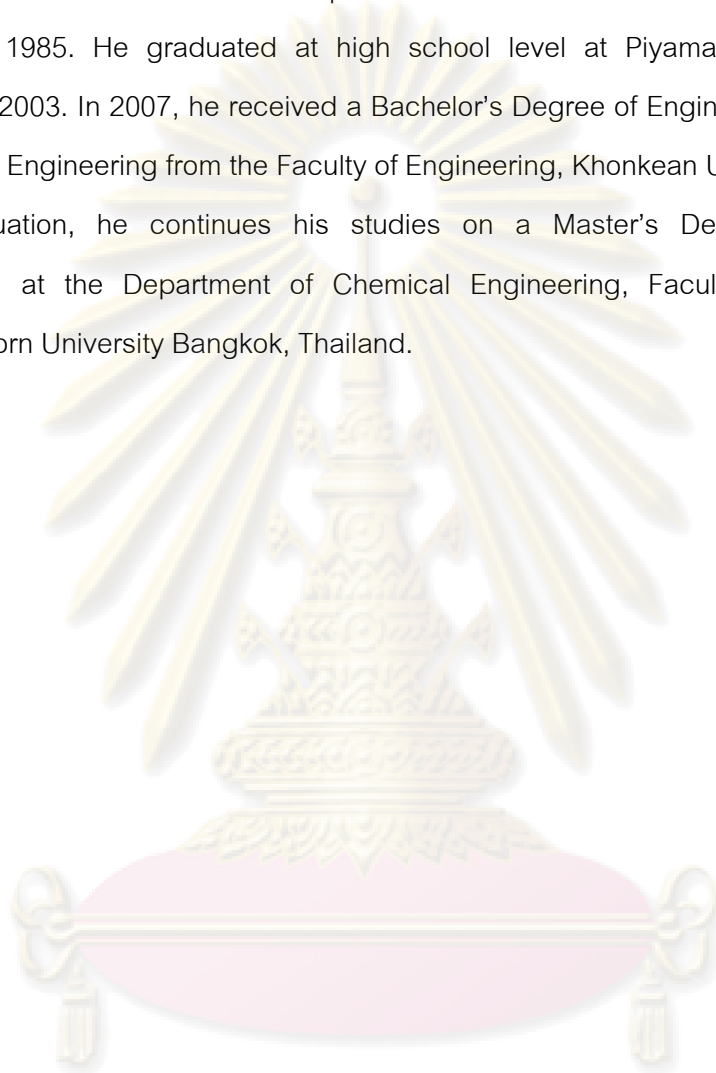 1985. He graduated at high school level at Piyama
2003. In 2007, he received a Bachelor’s Degree of Engin
Engineering from the Faculty of Engineering, Khonkean U
uation, he continues his studies on a Master’s De
at the Department of Chemical Engineering, Facul
orn University Bangkok, Thailand.